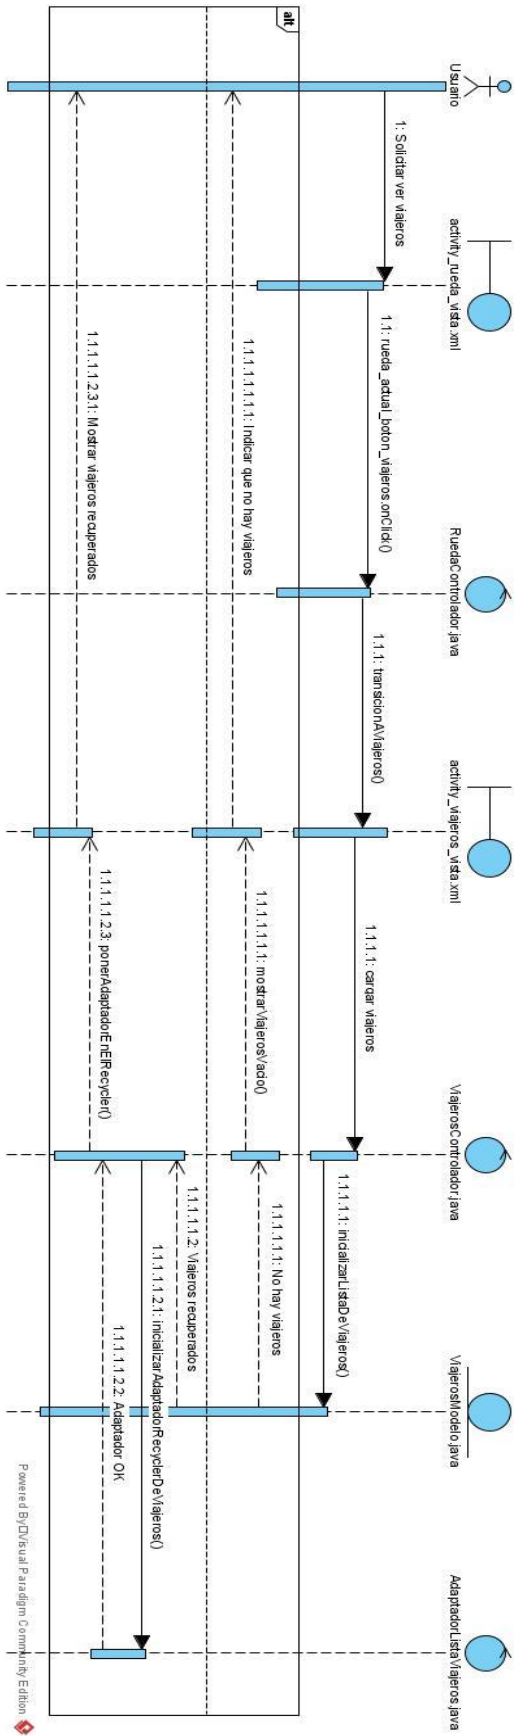 Usuario
activity_rueda_vista.xml
RuedaControlador.java
activity_viajeros_vista.xml
ViajerosControlador.java
ViajerosModelo.java
AdaptadorListaViajeros.java
1: Solicitar ver viajeros
1.1: rueda_actual_boton_viajeros.onClick()
1.1.1: transicionAViajeros()
1.1.1.1: cargar viajeros
1.1.1.1.1: inicializarListaDeViajeros()
alt
1.1.1.1.1.1: No hay viajeros
1.1.1.1.1.1.1: mostrarViajerosVacio()
1.1.1.1.1.1.1.1: Indicar que no hay viajeros
1.1.1.1.1.2: Viajeros recuperados
1.1.1.1.1.2.1: inicializarAdaptadorRecyclerDeViajeros()
1.1.1.1.1.2.2: Adaptador OK
1.1.1.1.1.2.3: ponerAdaptadorEnElRecycler()
1.1.1.1.1.2.3.1: Mostrar viajeros recuperados
Powered By Visual Paradigm Community Edition